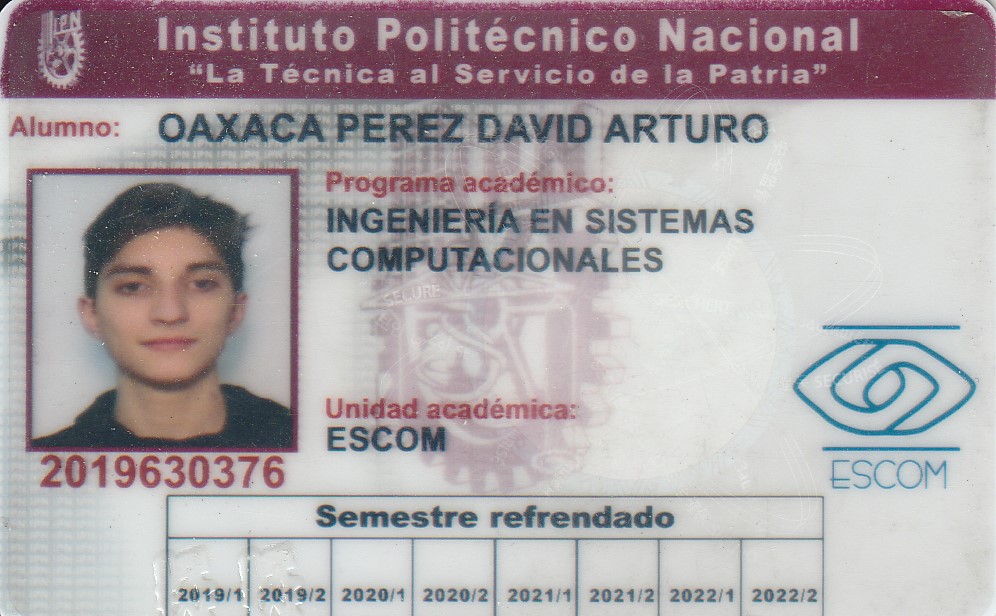 IPN
Instituto Politécnico Nacional
“La Técnica al Servicio de la Patria”
Alumno: OAXACA PEREZ DAVID ARTURO
Programa académico:
INGENIERÍA EN SISTEMAS
COMPUTACIONALES
Unidad académica:
ESCOM
2019630376
ESCOM
Semestre refrendado
2019/1 2019/2 2020/1 2020/2 2021/1 2021/2 2022/1 2022/2